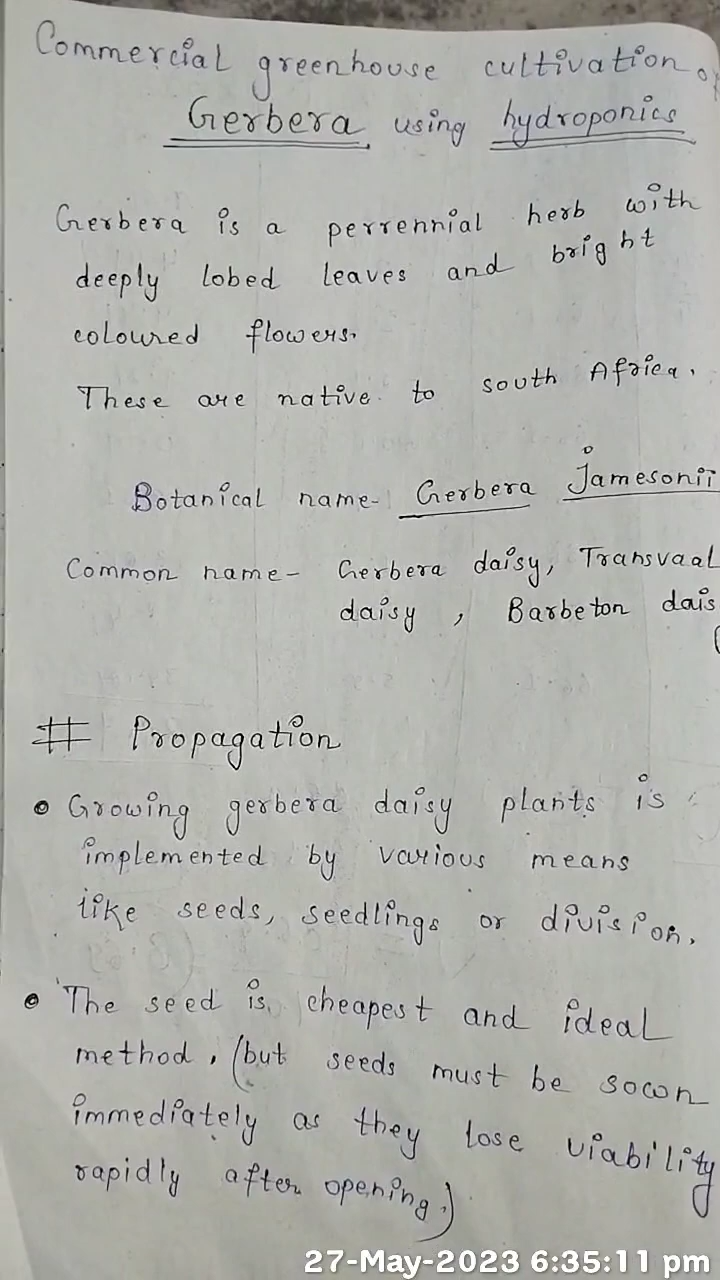 Commercial greenhouse cultivation of
Gerbera using hydroponics
Gerbera is a perrennial herb with
deeply lobed leaves and bright
coloured flowers.
These are native to south Africa.
Botanical name- Gerbera Jamesonii
Common name- Gerbera daisy, Transvaal
daisy, Barbeton dais
# Propagation
• Growing gerbera daisy plants is
implemented by various means
like seeds, seedlings or division.
• The seed is cheapest and ideal
method. (but seeds must be sown
immediately as they lose viability
rapidly after opening.)
27-May-2023 6:35:11 pm